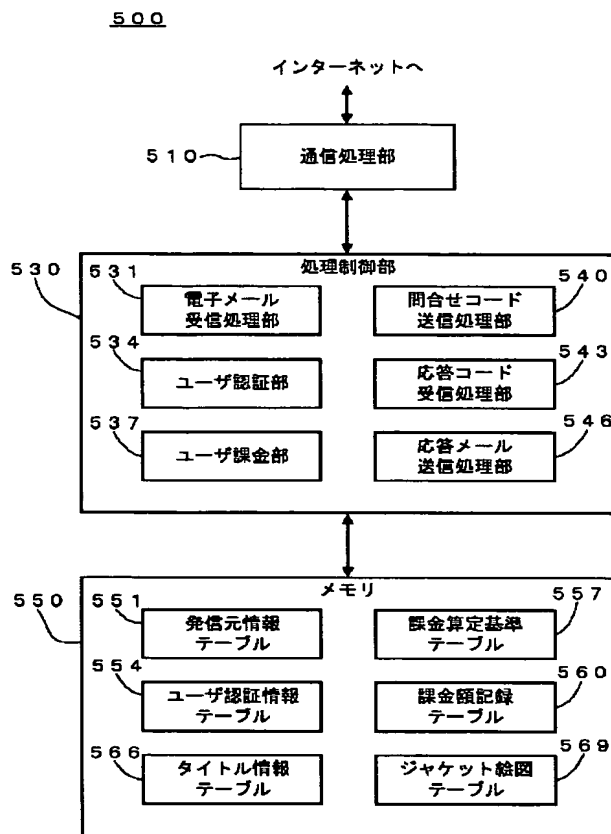 500
インターネットへ
510
通信処理部
530
処理制御部
531
電子メール
受信処理部
540
問合せコード
送信処理部
534
ユーザ認証部
543
応答コード
受信処理部
537
ユーザ課金部
546
応答メール
送信処理部
550
メモリ
551
発信元情報
テーブル
557
課金算定基準
テーブル
554
ユーザ認証情報
テーブル
560
課金額記録
テーブル
566
タイトル情報
テーブル
569
ジャケット絵図
テーブル